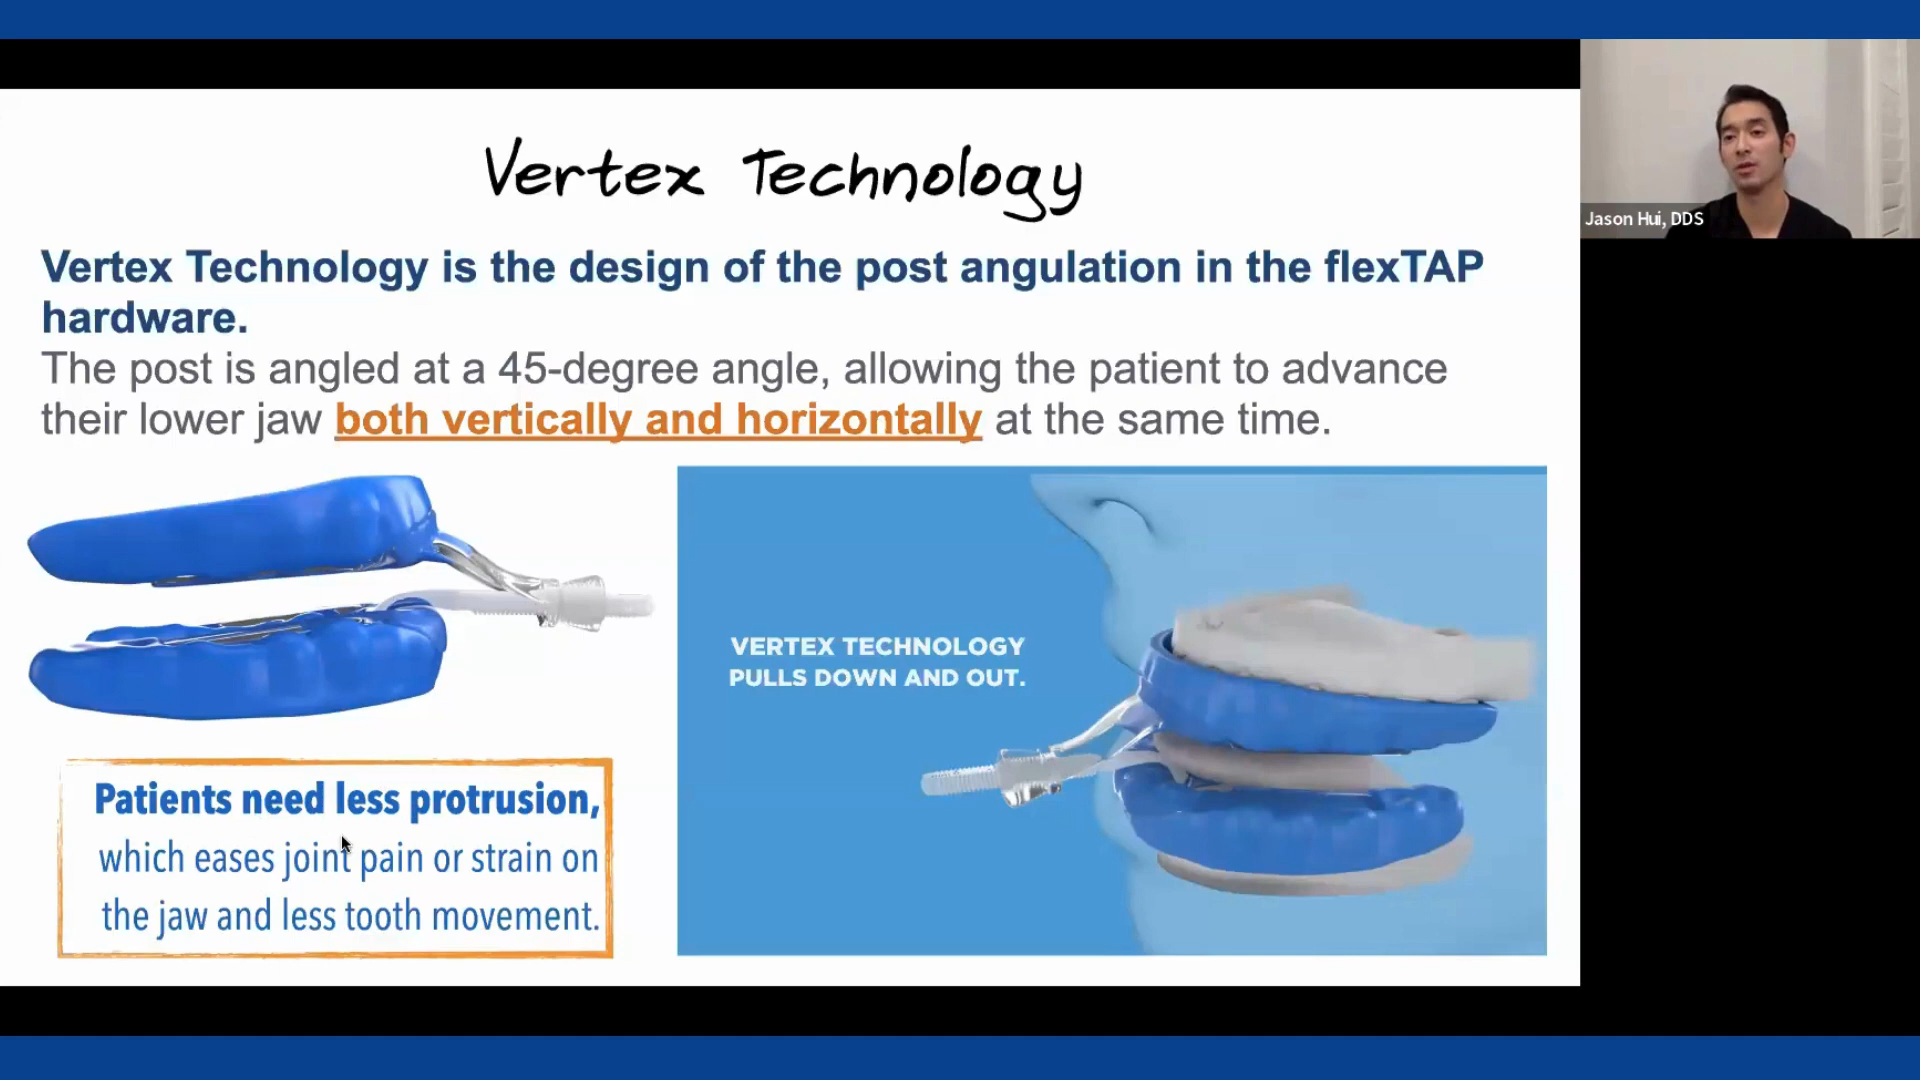 Vertex Technology
Jason Hui, DDS
Vertex Technology is the design of the post angulation in the flexTAP
hardware.
The post is angled at a 45-degree angle, allowing the patient to advance
their lower jaw both vertically and horizontally at the same time.
VERTEX TECHNOLOGY
PULLS DOWN AND OUT.
Patients need less protrusion,
which eases joint pain or strain on
the jaw and less tooth movement.